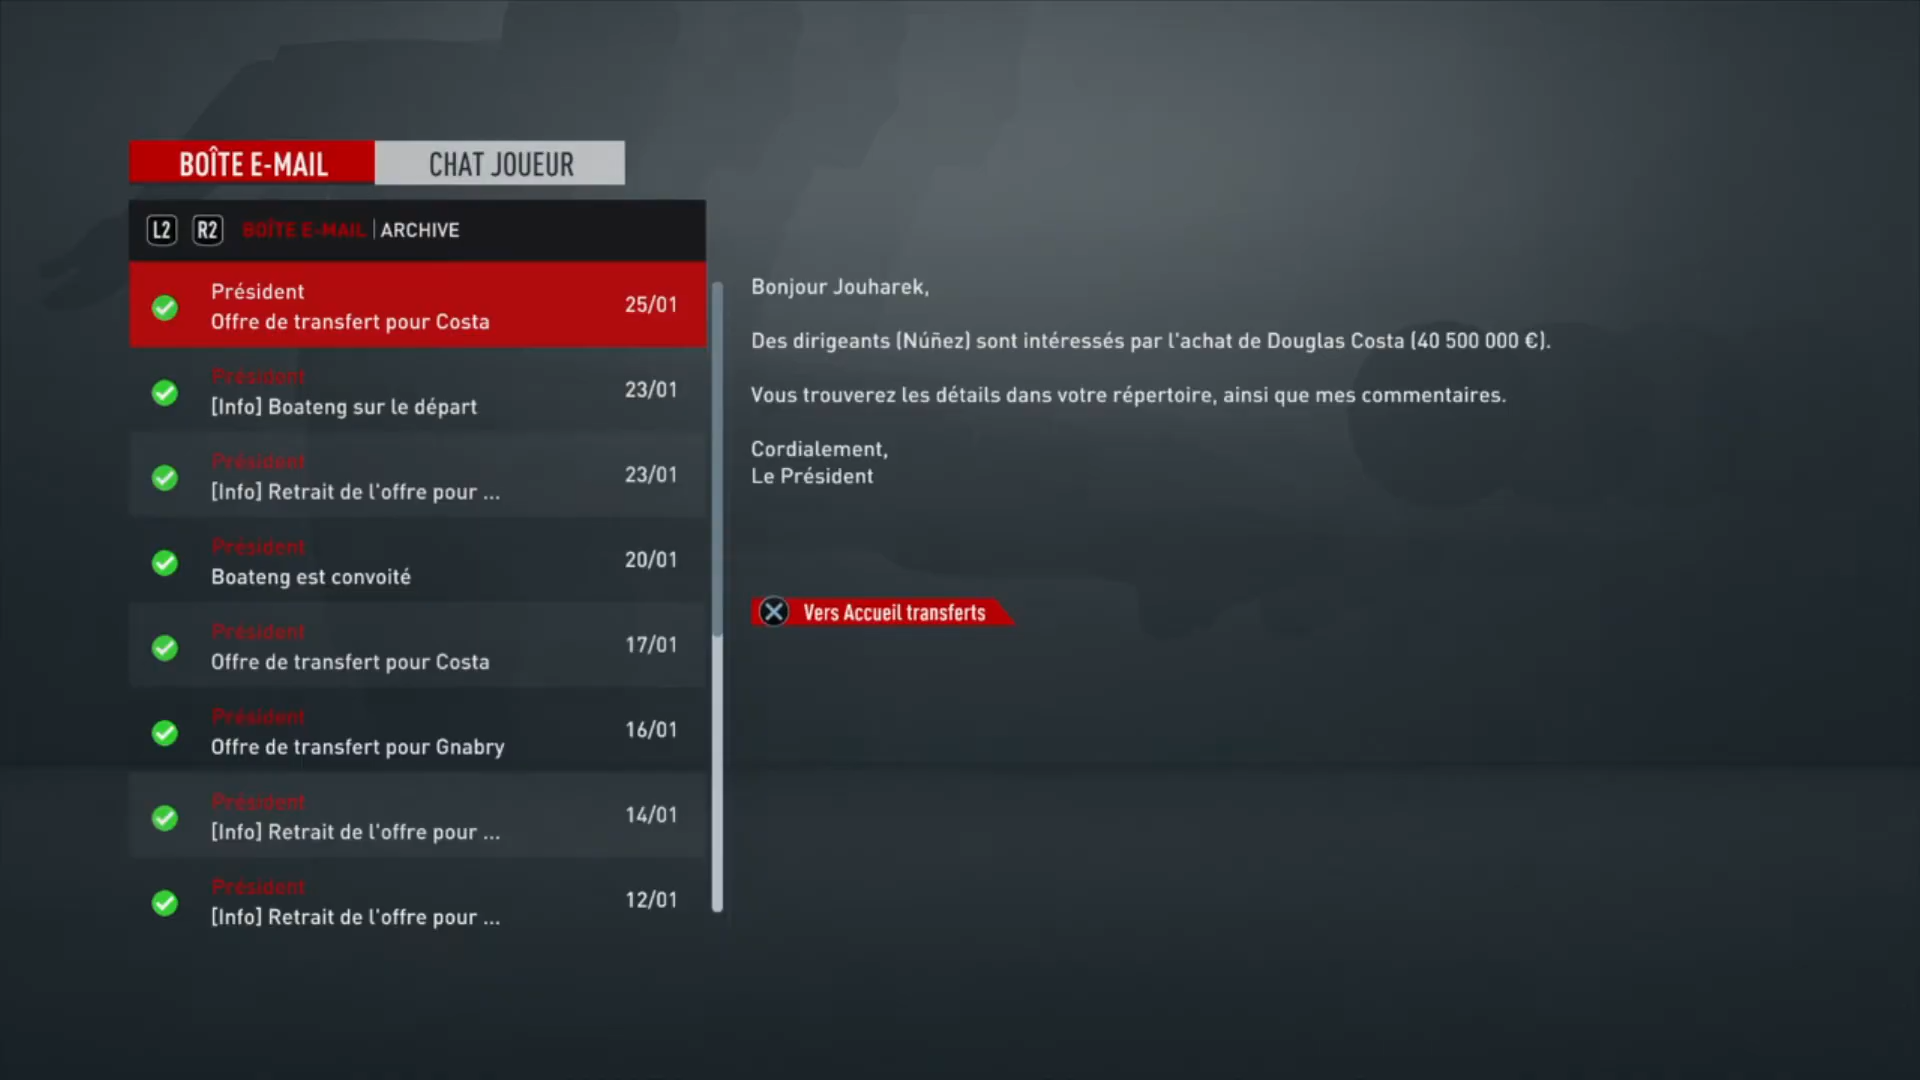 BOÎTE E-MAIL
CHAT JOUEUR
L2 R2 BOÎTE E-MAIL | ARCHIVE
Président
Offre de transfert pour Costa
25/01
Président
[Info] Boateng sur le départ
23/01
Président
[Info] Retrait de l'offre pour ...
23/01
Président
Boateng est convoité
20/01
Président
Offre de transfert pour Costa
17/01
Président
Offre de transfert pour Gnabry
16/01
Président
[Info] Retrait de l'offre pour ...
14/01
Président
[Info] Retrait de l'offre pour ...
12/01
Bonjour Jouharek,
Des dirigeants (Núñez) sont intéressés par l'achat de Douglas Costa (40 500 000 €).
Vous trouverez les détails dans votre répertoire, ainsi que mes commentaires.
Cordialement,
Le Président
Vers Accueil transferts